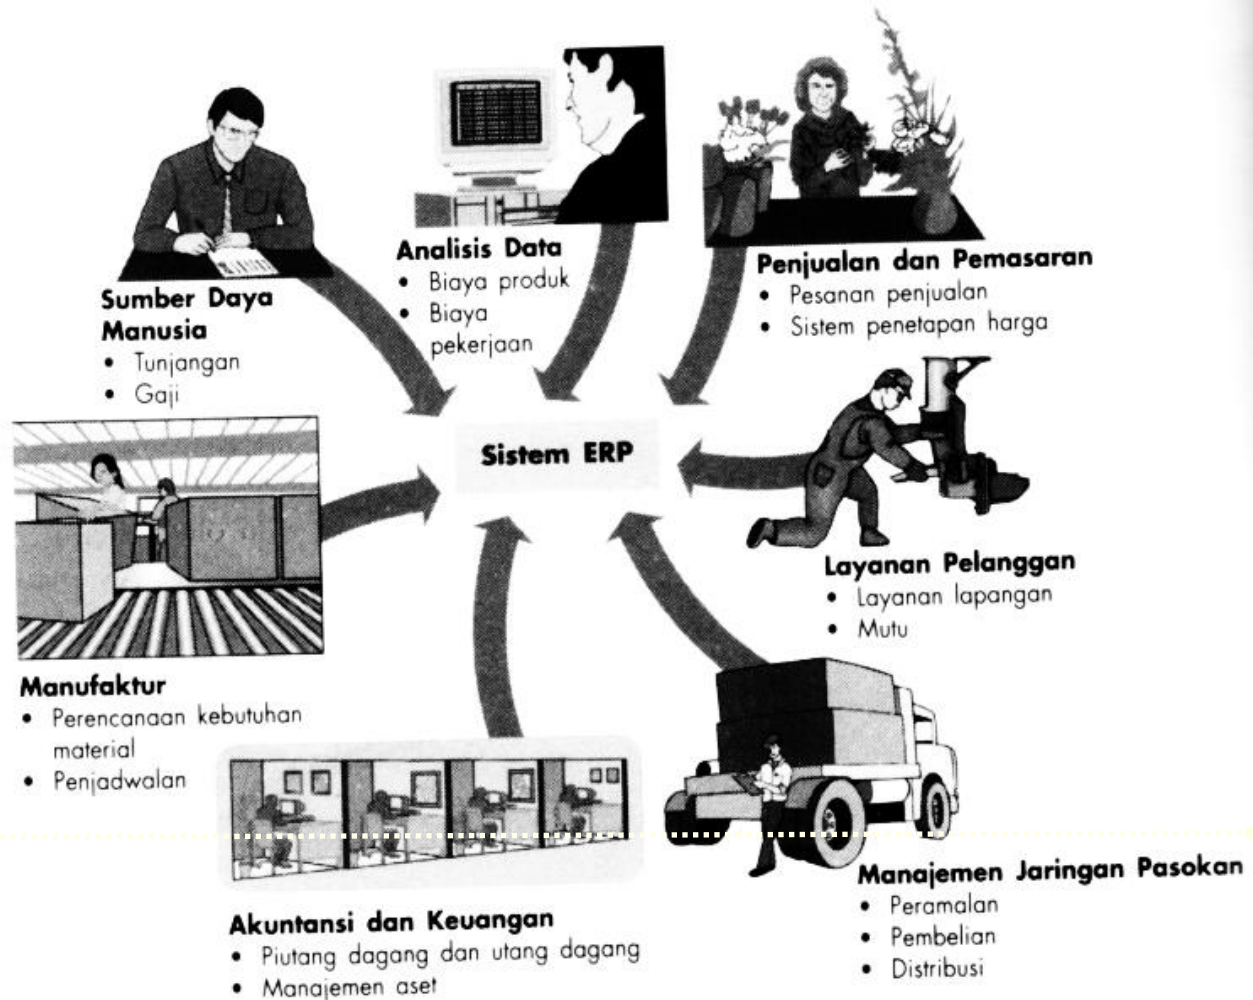 Analisis Data
• Biaya produk
• Biaya
pekerjaan
Penjualan dan Pemasaran
• Pesanan penjualan
• Sistem penetapan harga
Sumber Daya
Manusia
• Tunjangan
• Gaji
Sistem ERP
Layanan Pelanggan
• Layanan lapangan
• Mutu
Manufaktur
• Perencanaan kebutuhan
material
• Penjadwalan
Manajemen Jaringan Pasokan
• Peramalan
• Pembelian
• Distribusi
Akuntansi dan Keuangan
• Piutang dagang dan utang dagang
• Manajemen aset